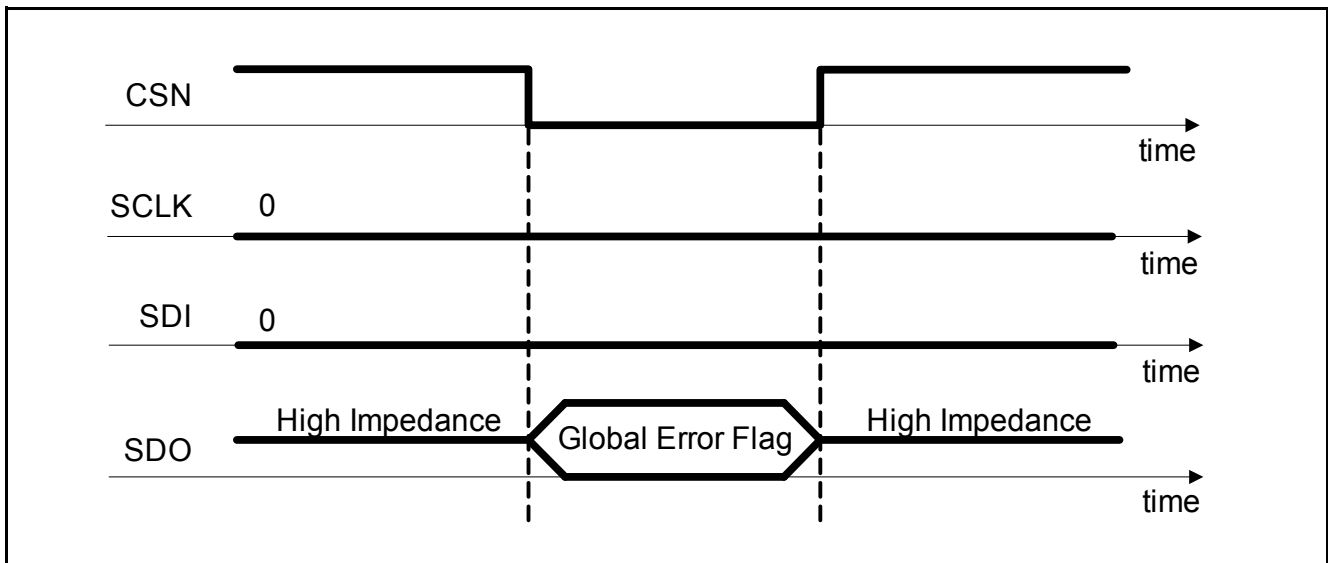 CSN
time
SCLK 0
time
SDI 0
time
SDO High Impedance Global Error Flag High Impedance
time